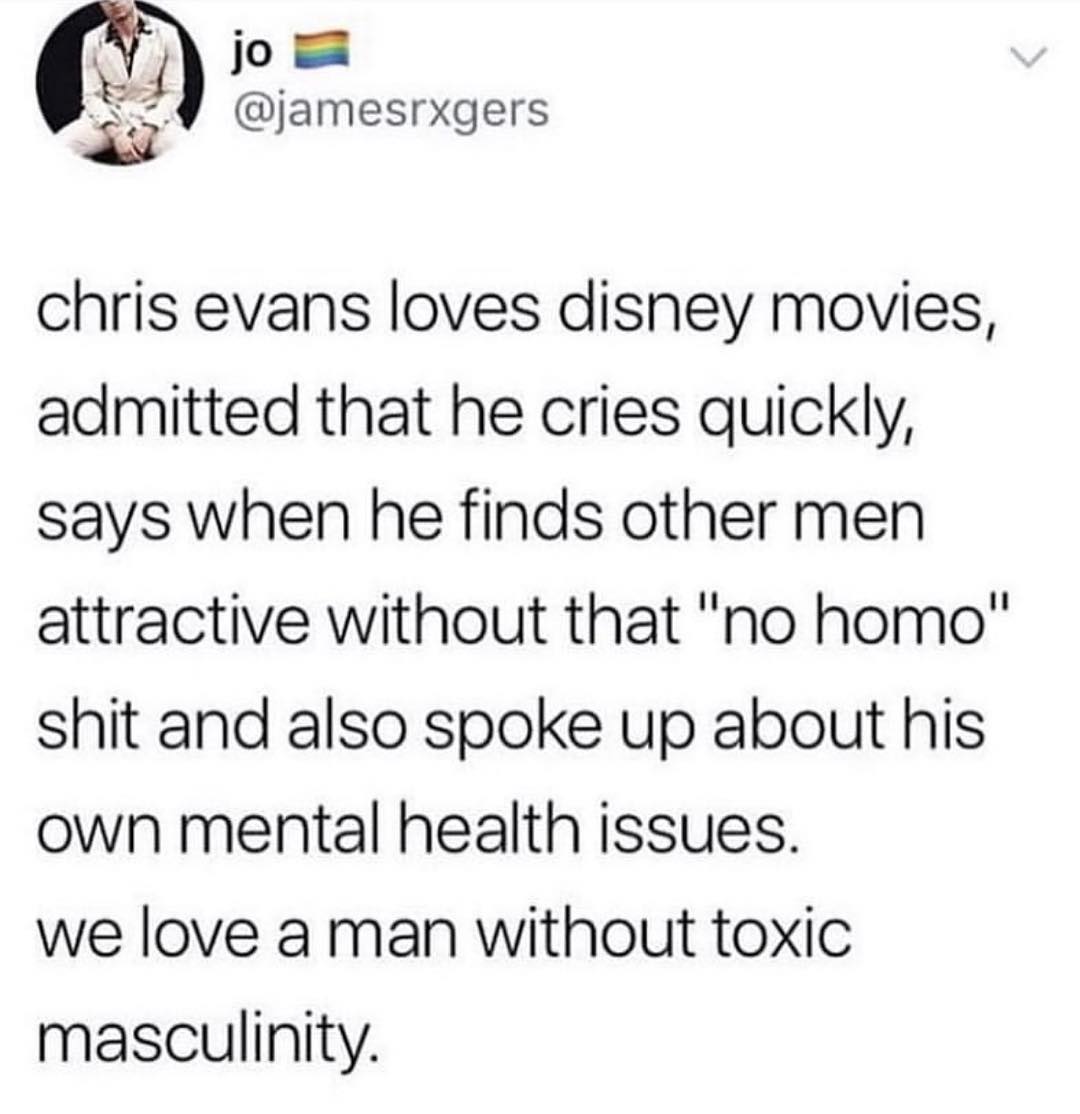 jo 🏳️‍🌈
@jamesrxgers
chris evans loves disney movies,
admitted that he cries quickly,
says when he finds other men
attractive without that "no homo"
shit and also spoke up about his
own mental health issues.
we love a man without toxic
masculinity.